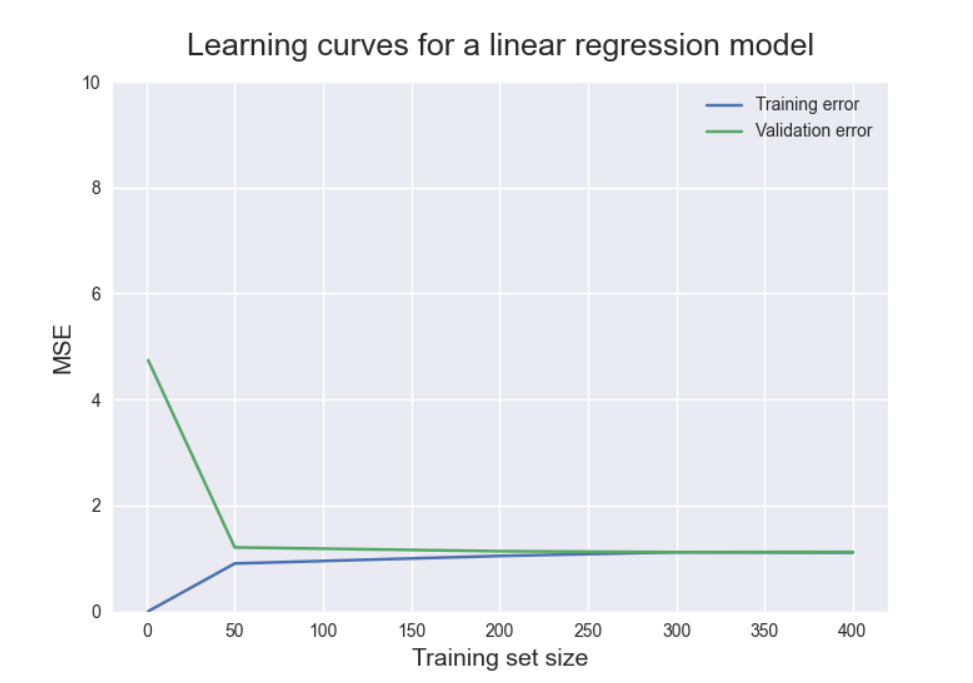 Learning curves for a linear regression model
10
Training error
Validation error
8
6
MSE
4
2
0
0 50 100 150 200 250 300 350 400
Training set size